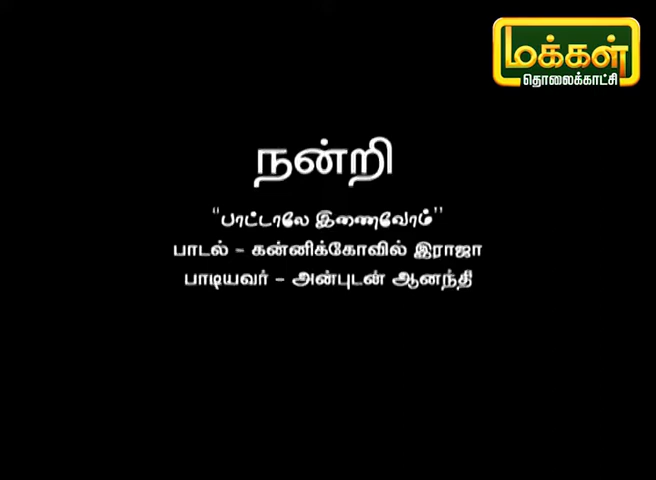 மக்கள்
தொலைக்காட்சி
நன்றி
"பாட்டாலே இணைவோம்"
பாடல் - கன்னிக்கோவில் இராஜா
பாடியவர் - அன்புடன் ஆனந்தி